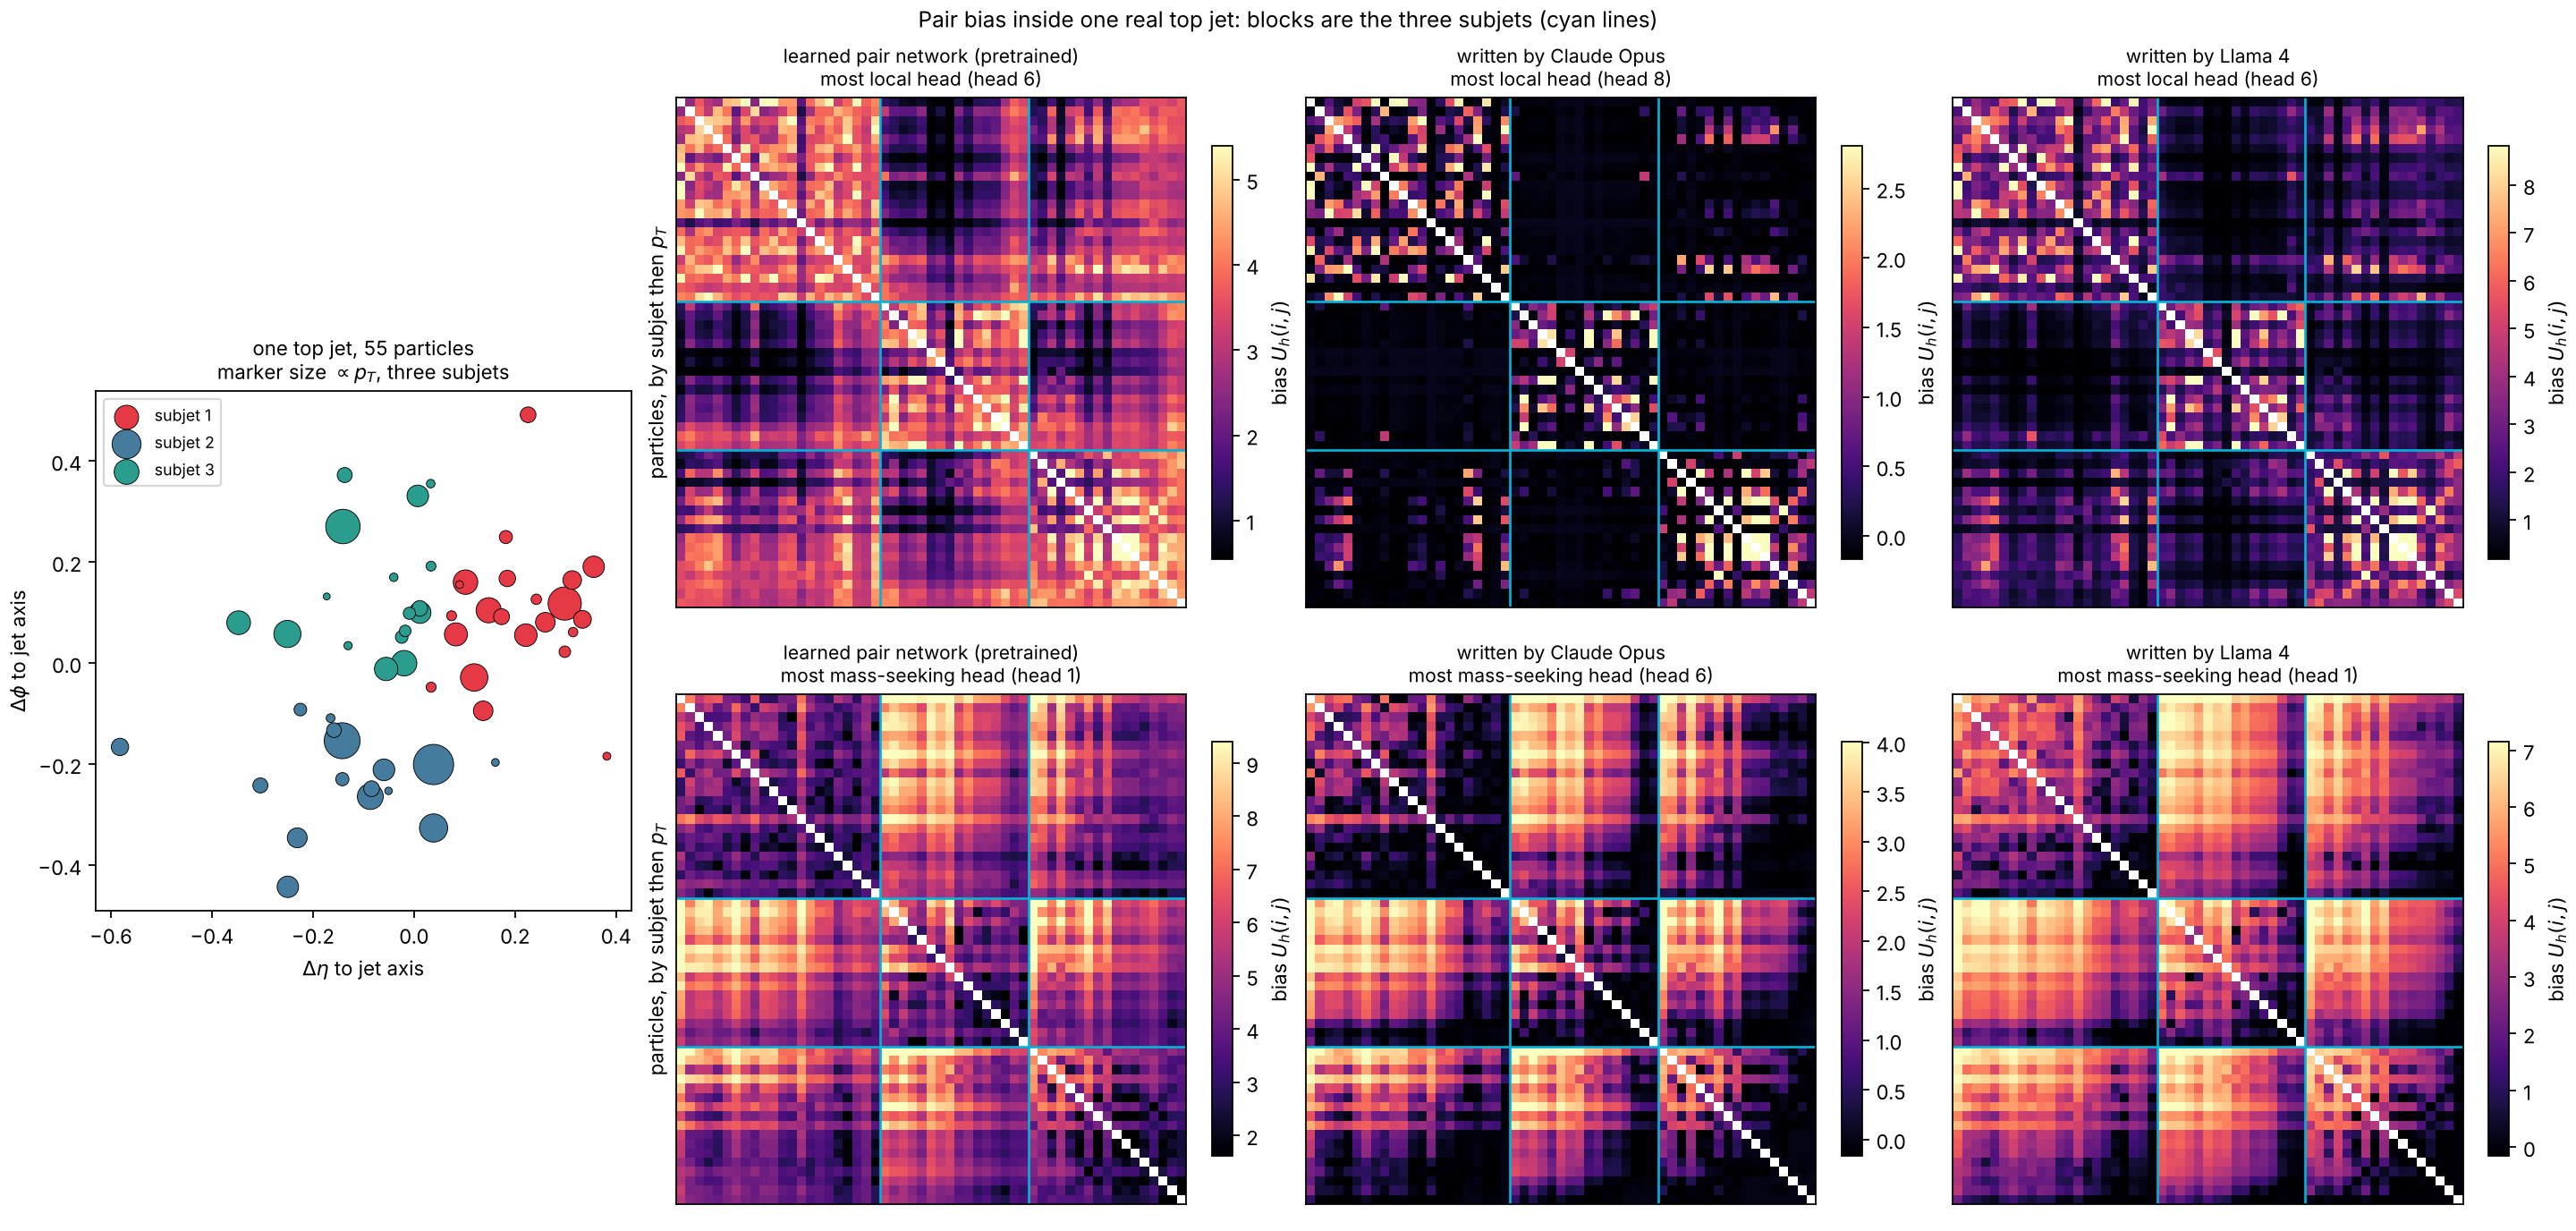 Pair bias inside one real top jet: blocks are the three subjets (cyan lines)
one top jet, 55 particles
marker size ∝ p_T, three subjets
subjet 1
subjet 2
subjet 3
0.4
0.2
0.0
−0.2
−0.4
−0.6
−0.4
−0.2
0.0
0.2
0.4
Δϕ to jet axis
Δη to jet axis
learned pair network (pretrained)
most local head (head 6)
particles, by subjet then p_T
5
4
3
2
1
bias U_h(i, j)
written by Claude Opus
most local head (head 8)
2.5
2.0
1.5
1.0
0.5
0.0
bias U_h(i, j)
written by Llama 4
most local head (head 6)
8
7
6
5
4
3
2
1
bias U_h(i, j)
learned pair network (pretrained)
most mass-seeking head (head 1)
particles, by subjet then p_T
9
8
7
6
5
4
3
2
bias U_h(i, j)
written by Claude Opus
most mass-seeking head (head 6)
4.0
3.5
3.0
2.5
2.0
1.5
1.0
0.5
0.0
bias U_h(i, j)
written by Llama 4
most mass-seeking head (head 1)
7
6
5
4
3
2
1
0
bias U_h(i, j)